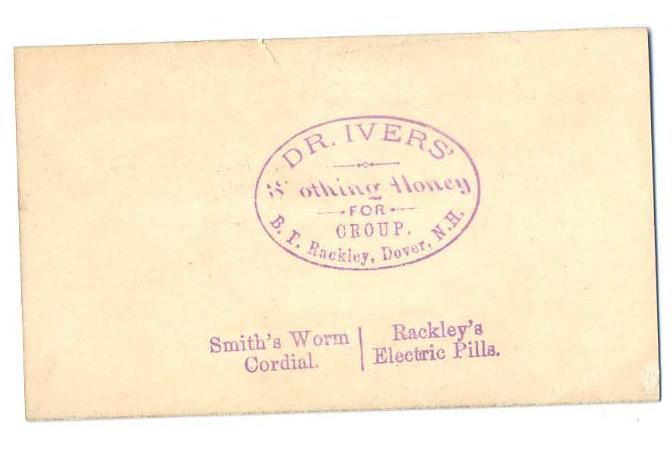 DR. IVERS'
Soothing Honey
FOR
CROUP.
B. F. Rackley, Dover, N.H.
Smith's Worm Cordial.
Rackley's Electric Pills.